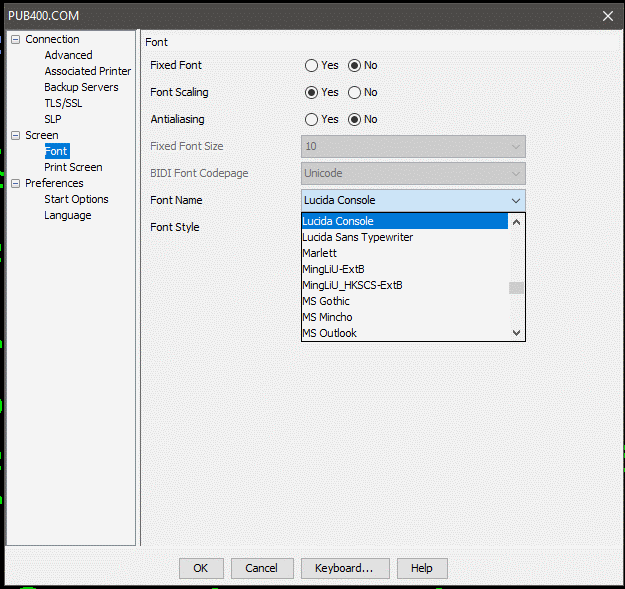 PUB400.COM
Connection
Advanced
Associated Printer
Backup Servers
TLS/SSL
SLP
Screen
Font
Print Screen
Preferences
Start Options
Language
Font
Fixed Font Yes No
Font Scaling Yes No
Antialiasing Yes No
Fixed Font Size 10
BIDI Font Codepage Unicode
Font Name Lucida Console
Font Style
Lucida Console
Lucida Sans Typewriter
Marlett
MingLiU-ExtB
MingLiU_HKSCS-ExtB
MS Gothic
MS Mincho
MS Outlook
OK Cancel Keyboard... Help